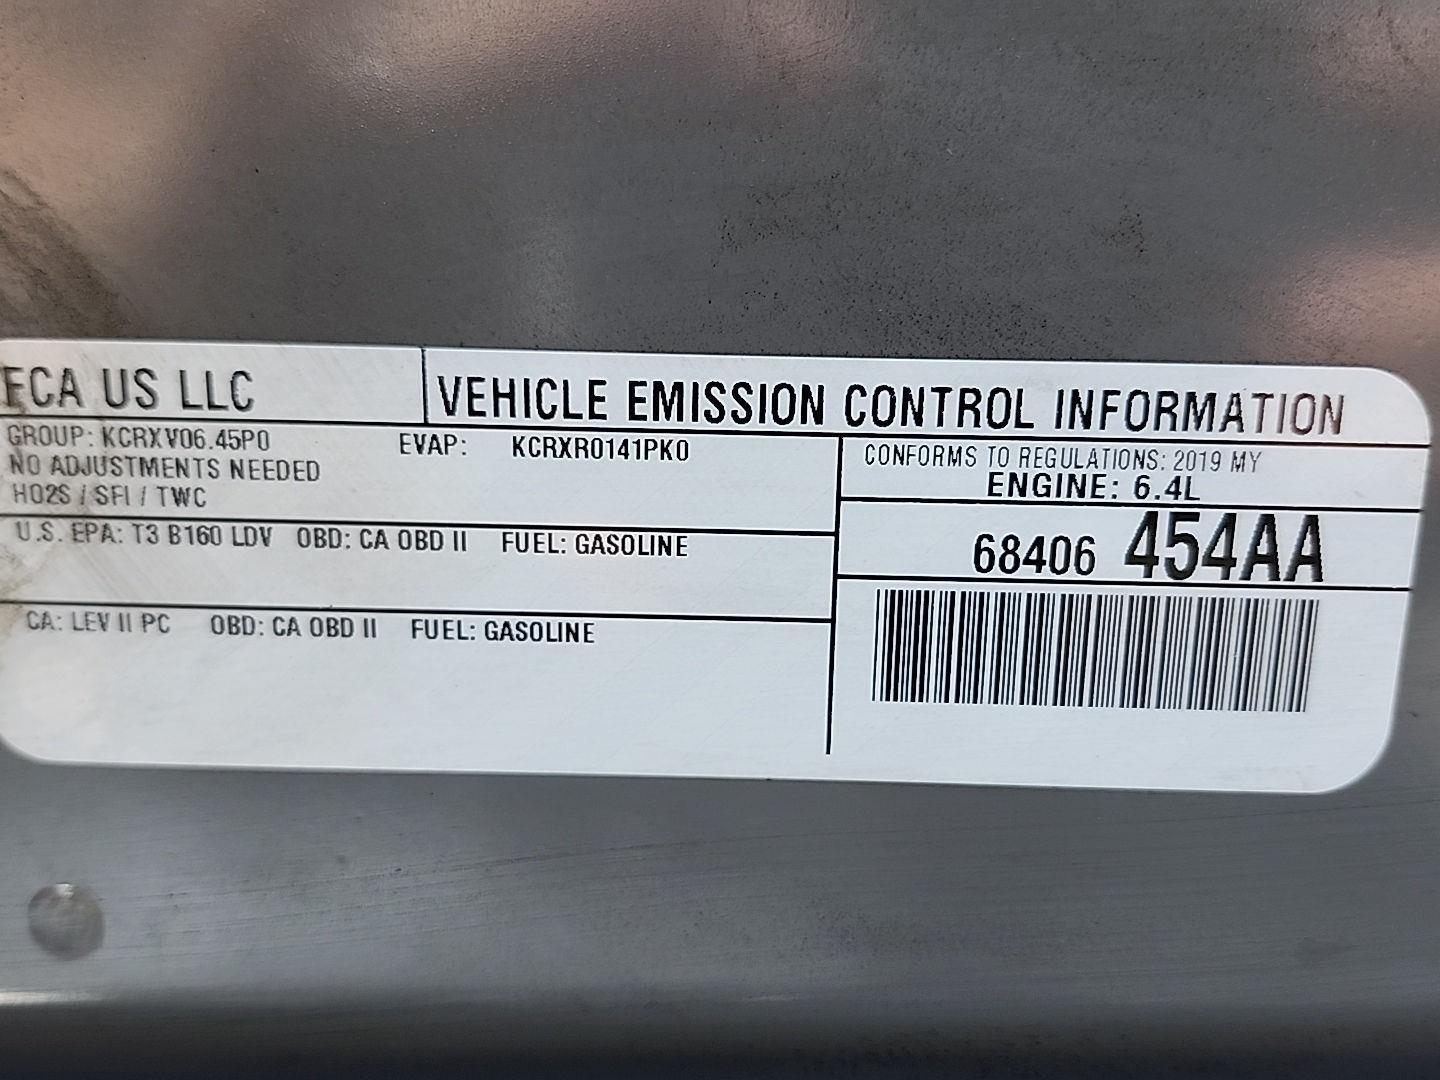 FCA US LLC
VEHICLE EMISSION CONTROL INFORMATION
GROUP: KCRXV06.45P0 EVAP: KCRXR0141PK0
NO ADJUSTMENTS NEEDED
HO2S / SFI / TWC
U.S. EPA: T3 B160 LDV OBD: CA OBD II FUEL: GASOLINE
CA: LEV II PC OBD: CA OBD II FUEL: GASOLINE
CONFORMS TO REGULATIONS: 2019 MY
ENGINE: 6.4L
68406 454AA